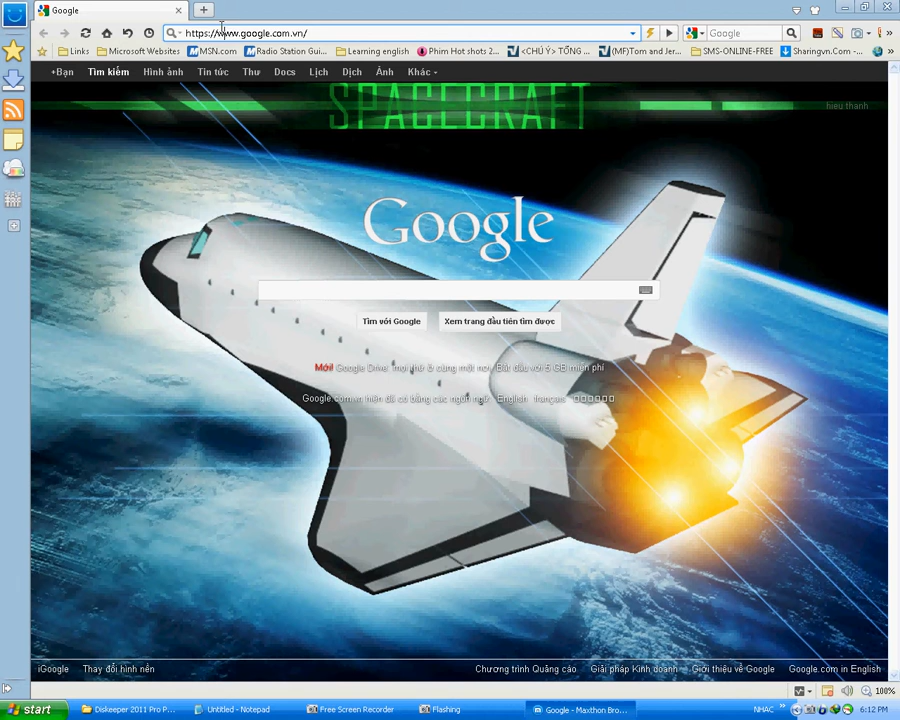 Google
https://www.google.com.vn/
Google
Links Microsoft Websites MSN.com Radio Station Gui... Learning english Phim Hot shots 2... <CHÚ Ý> TỔNG ... (MF)Tom and Jer... SMS-ONLINE-FREE Sharingvn.Com -...
+Bạn Tìm kiếm Hình ảnh Tin tức Thư Docs Lịch Dịch Ảnh Khác
SPACECRAFT
hieu thanh
Google
Tìm với Google Xem trang đầu tiên tìm được
Mới! Google Drive: mọi thứ ở cùng một nơi. Bắt đầu với 5 GB miễn phí
Google.com.vn hiện đã có bằng các ngôn ngữ: English français
iGoogle Thay đổi hình nền Chương trình Quảng cáo Giải pháp Kinh doanh Giới thiệu về Google Google.com in English
100%
start Diskeeper 2011 Pro P... Untitled - Notepad Free Screen Recorder Flashing Google - Maxthon Bro... NHAC 6:12 PM